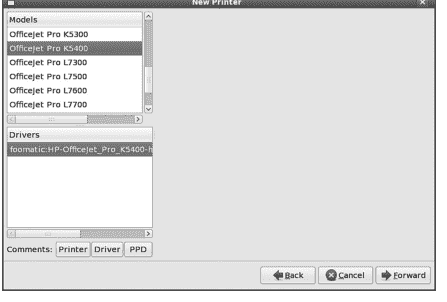 New Printer
Models
OfficeJet Pro K5300
OfficeJet Pro K5400
OfficeJet Pro L7300
OfficeJet Pro L7500
OfficeJet Pro L7600
OfficeJet Pro L7700
Drivers
foomatic:HP-OfficeJet_Pro_K5400-h
Comments: Printer Driver PPD
Back Cancel Forward